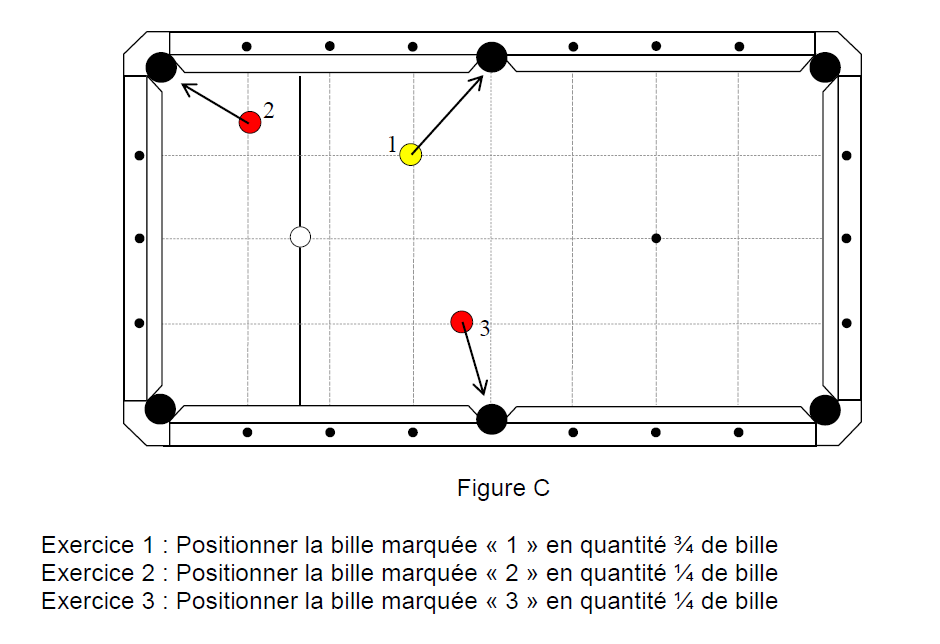 2
1
3
Figure C
Exercice 1 : Positionner la bille marquée « 1 » en quantité ¾ de bille
Exercice 2 : Positionner la bille marquée « 2 » en quantité ¼ de bille
Exercice 3 : Positionner la bille marquée « 3 » en quantité ¼ de bille